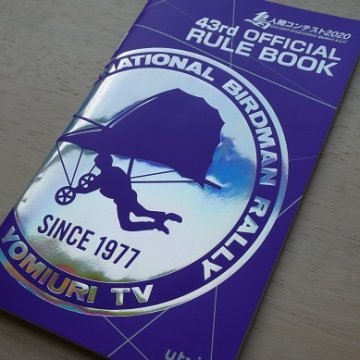 人間コンテスト2020
43rd OFFICIAL
RULE BOOK
NATIONAL BIRDMAN RALLY
SINCE 1977
YOMIURI TV